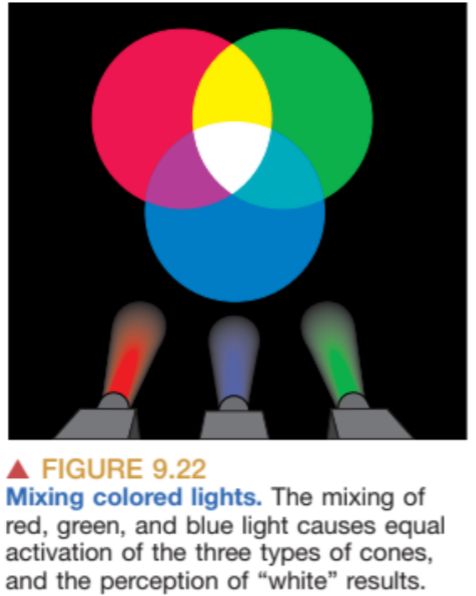 ▲ FIGURE 9.22
Mixing colored lights. The mixing of
red, green, and blue light causes equal
activation of the three types of cones,
and the perception of “white” results.